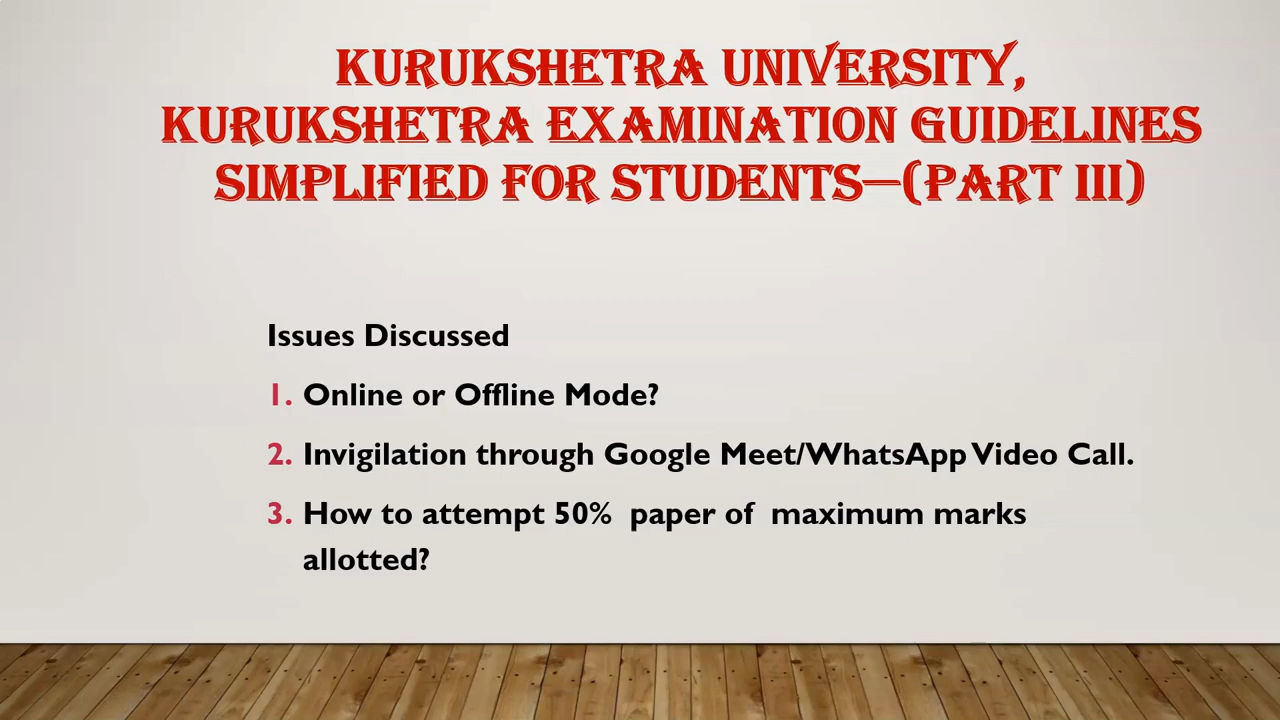 KURUKSHETRA UNIVERSITY,
KURUKSHETRA EXAMINATION GUIDELINES
SIMPLIFIED FOR STUDENTS—(PART III)
Issues Discussed
1. Online or Offline Mode?
2. Invigilation through Google Meet/WhatsApp Video Call.
3. How to attempt 50% paper of maximum marks
allotted?